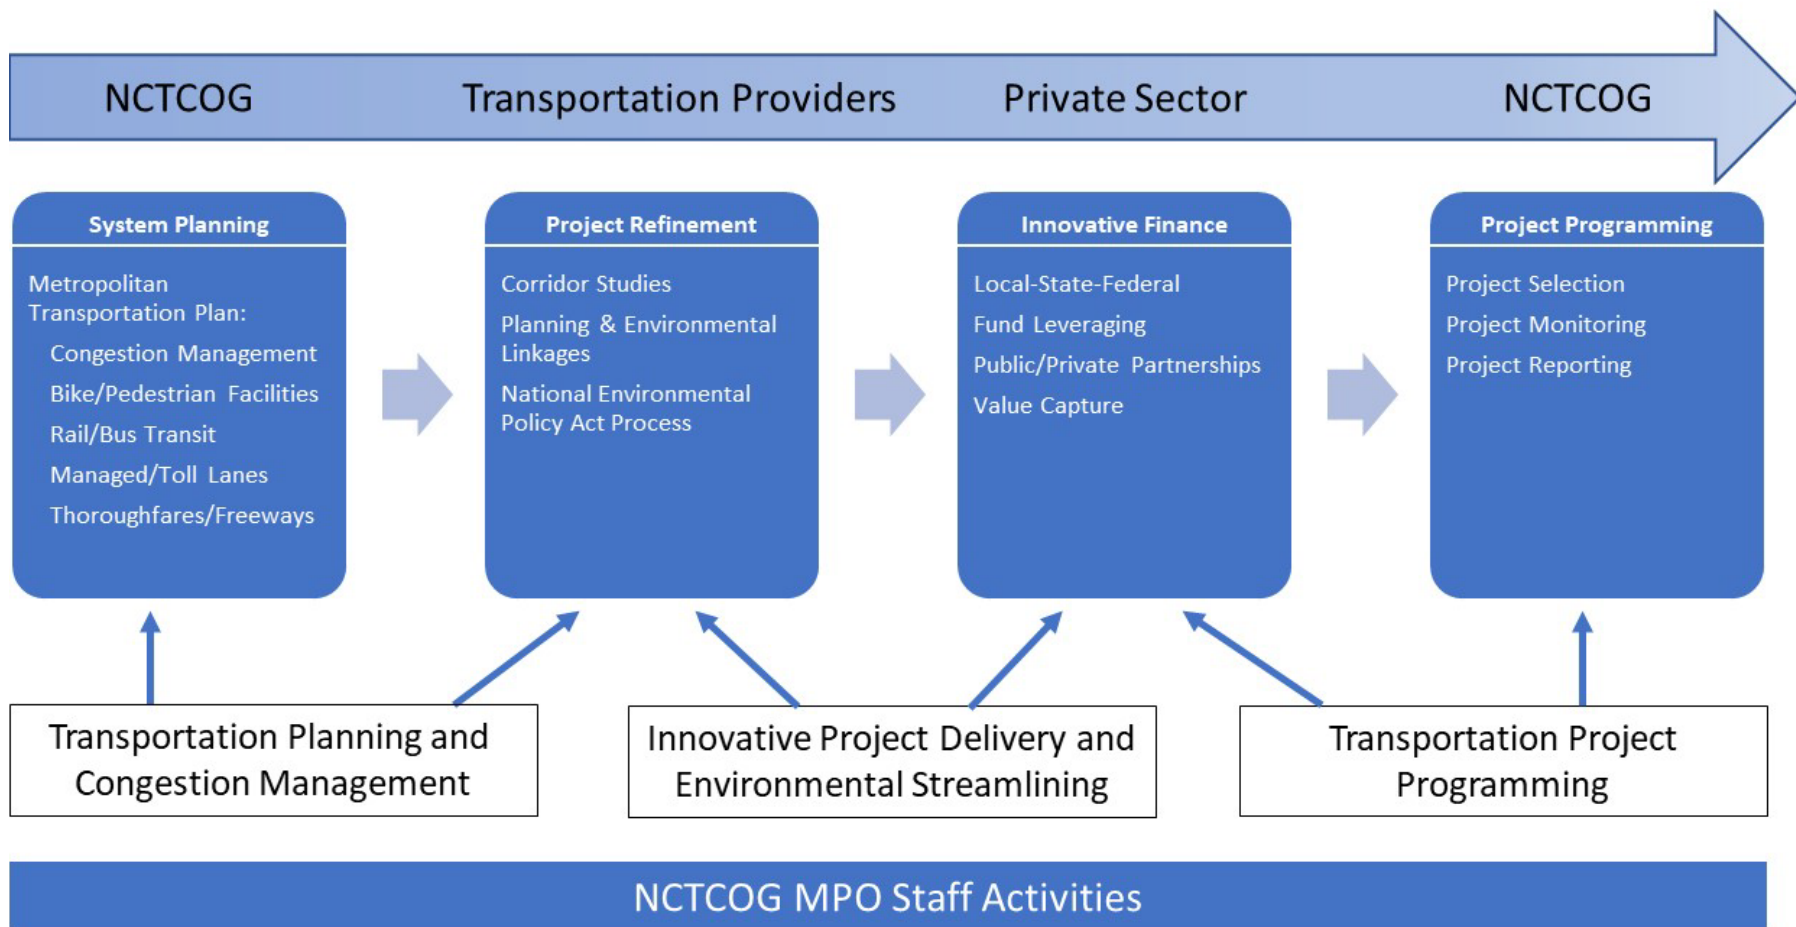 NCTCOG
Transportation Providers
Private Sector
NCTCOG
System Planning
Metropolitan
Transportation Plan:
Congestion Management
Bike/Pedestrian Facilities
Rail/Bus Transit
Managed/Toll Lanes
Thoroughfares/Freeways
Project Refinement
Corridor Studies
Planning & Environmental
Linkages
National Environmental
Policy Act Process
Innovative Finance
Local-State-Federal
Fund Leveraging
Public/Private Partnerships
Value Capture
Project Programming
Project Selection
Project Monitoring
Project Reporting
Transportation Planning and
Congestion Management
Innovative Project Delivery and
Environmental Streamlining
Transportation Project
Programming
NCTCOG MPO Staff Activities